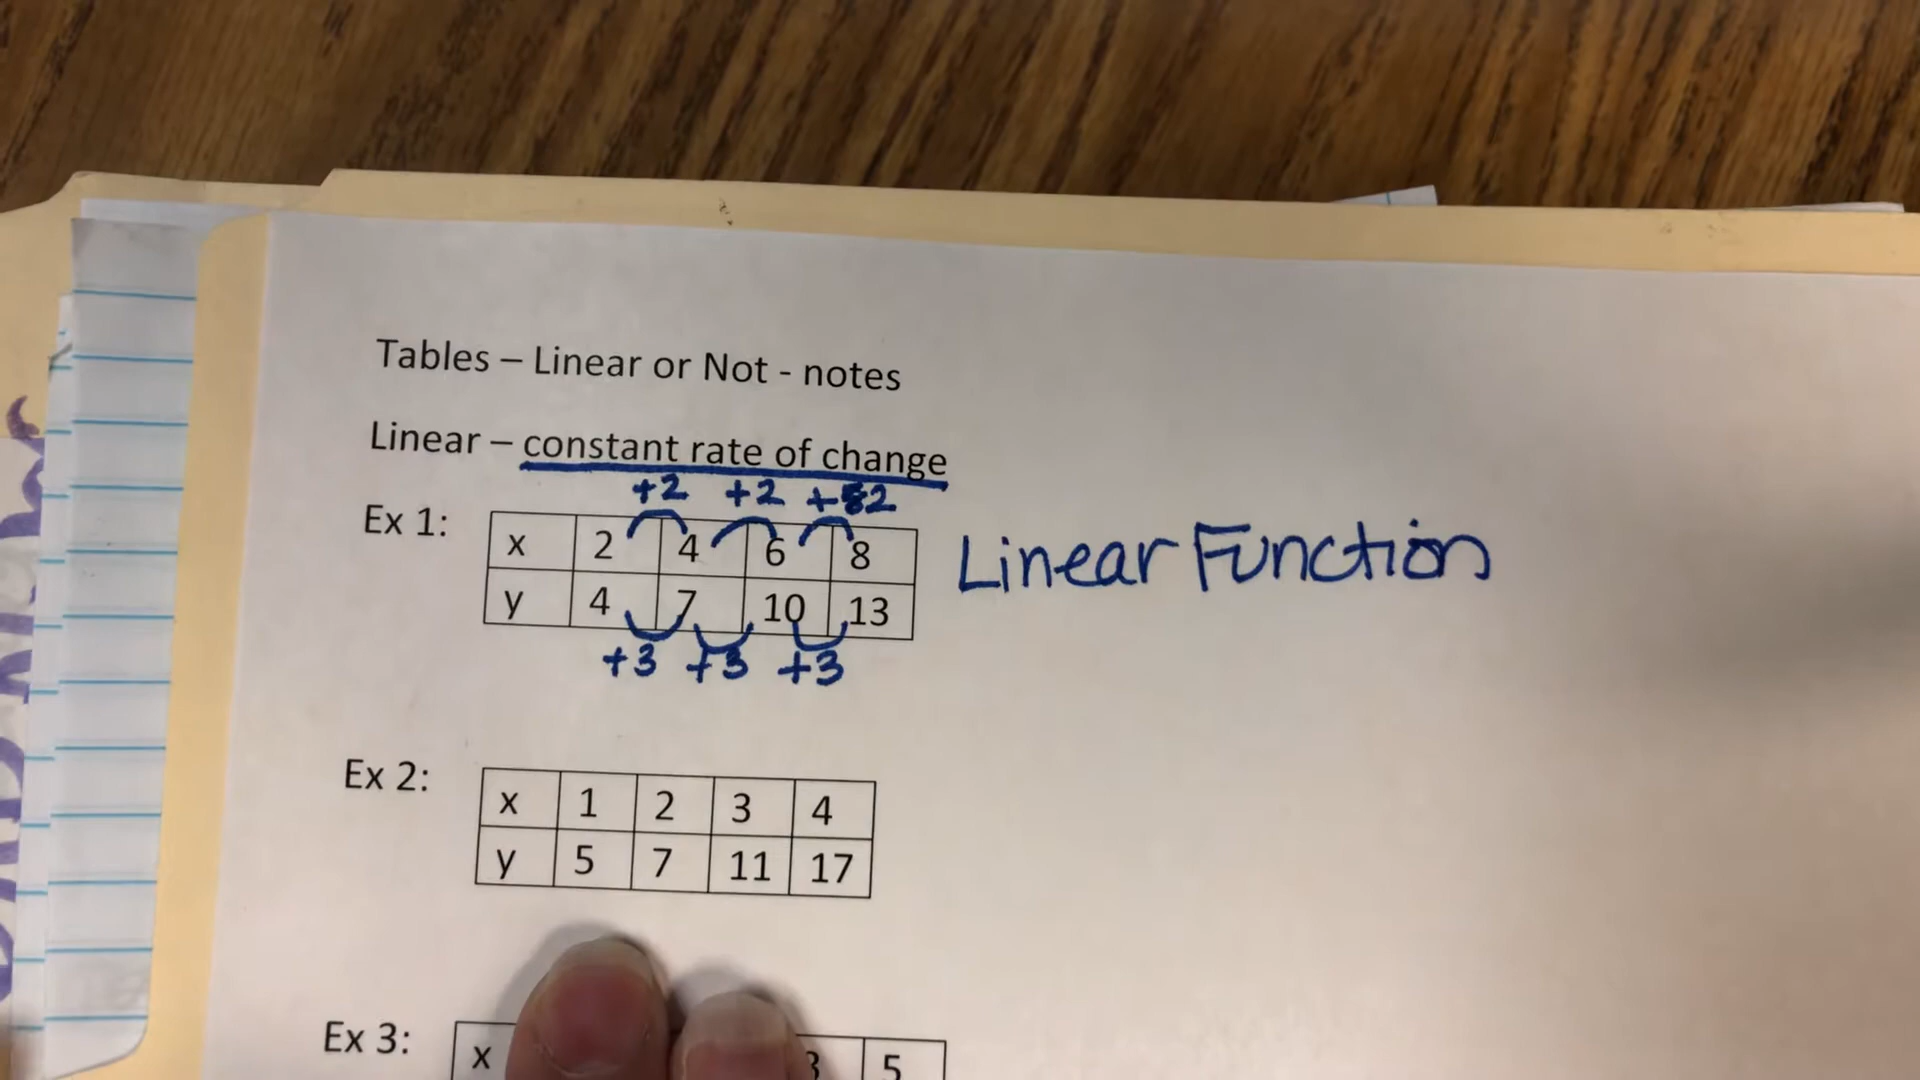 Tables – Linear or Not - notes
Linear – constant rate of change
+2 +2 +2
Ex 1: x 2 4 6 8 Linear Function
y 4 7 10 13
+3 +3 +3
Ex 2: x 1 2 3 4
y 5 7 11 17
Ex 3: x 3 5